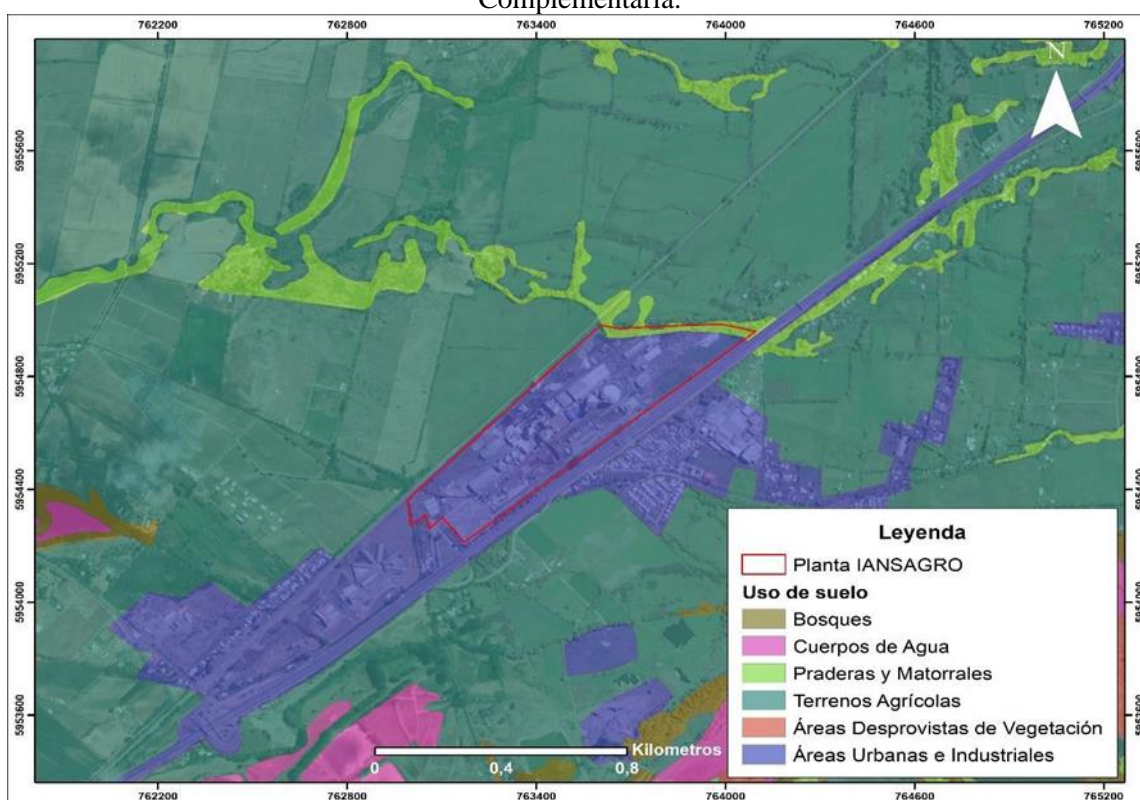 Complementaria.
762200 762800 763400 764000 764600 765200
N
5955600 5955600
5955200 5955200
5954800 5954800
5954400 5954400
5954000 5954000
5953600 5953600
Leyenda
Planta IANSAGRO
Uso de suelo
Bosques
Cuerpos de Agua
Praderas y Matorrales
Terrenos Agrícolas
Áreas Desprovistas de Vegetación
Áreas Urbanas e Industriales
Kilometros
0 0,4 0,8
762200 762800 763400 764000 764600 765200